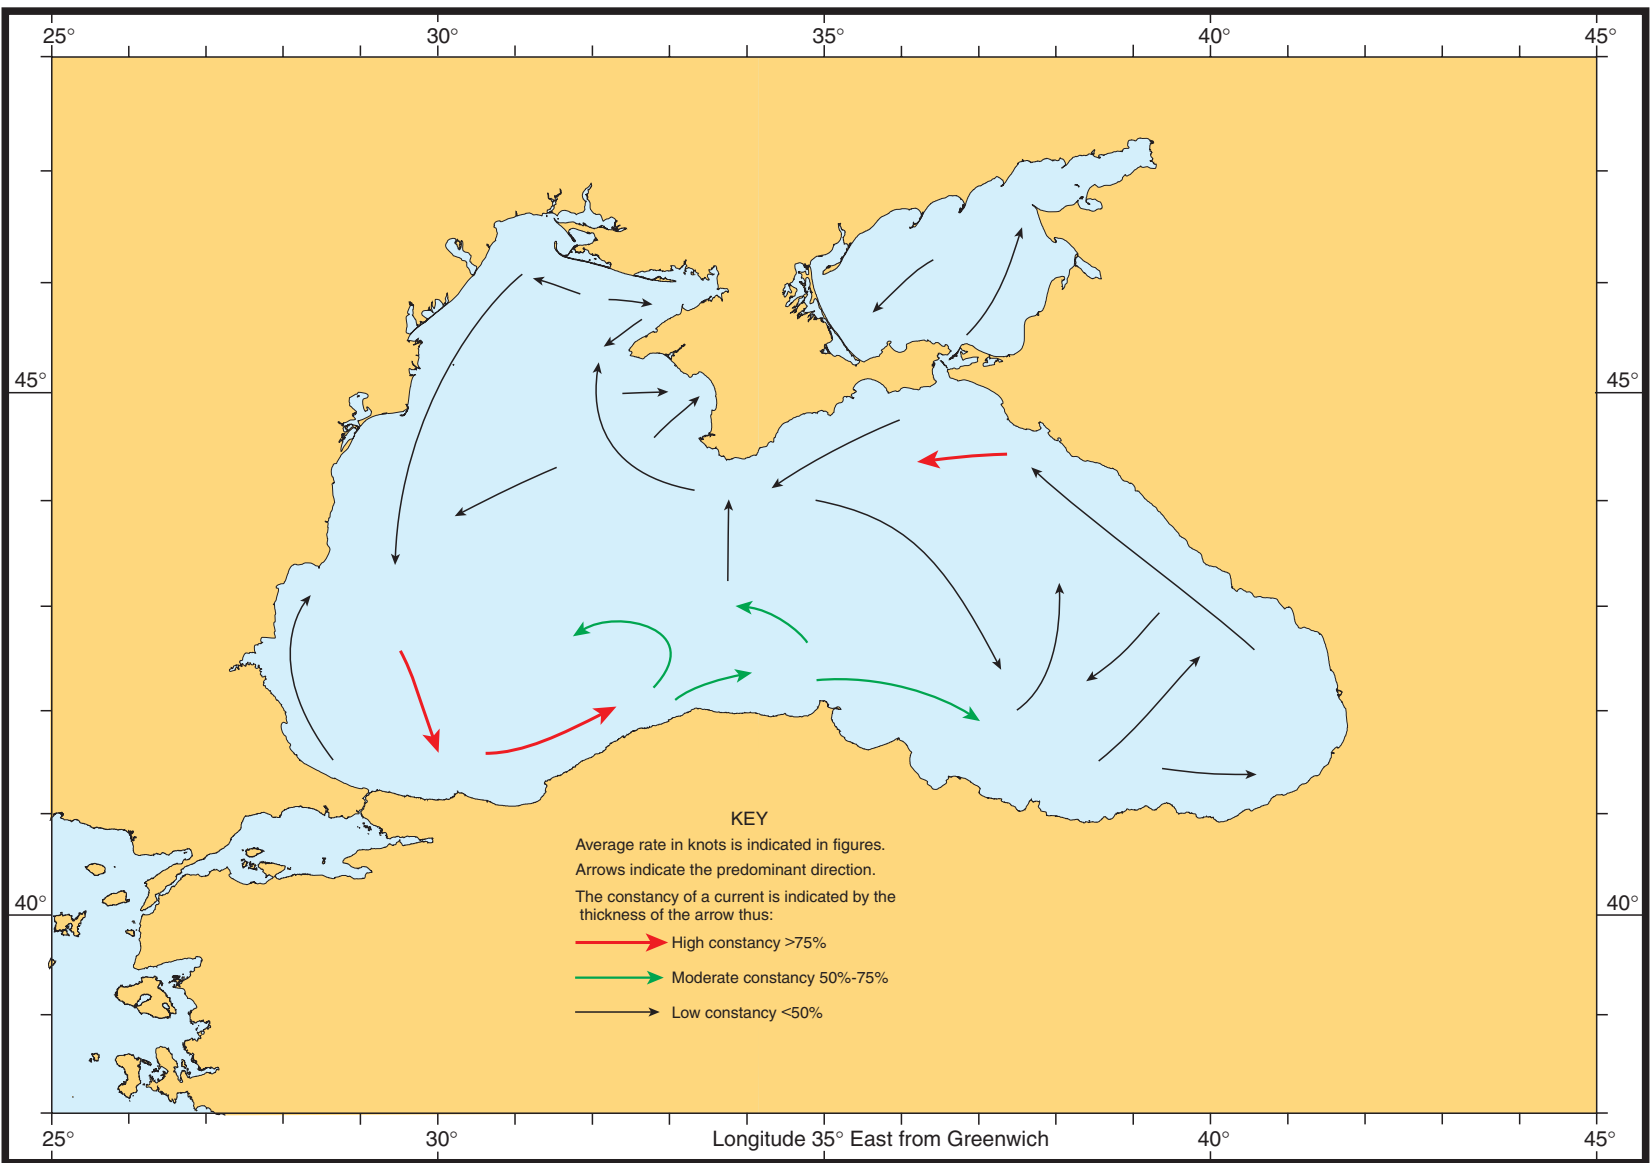 25° 30° 35° 40° 45°
45° 45°
KEY
Average rate in knots is indicated in figures.
Arrows indicate the predominant direction.
The constancy of a current is indicated by the
thickness of the arrow thus:
40° 40°
High constancy >75%
Moderate constancy 50%-75%
Low constancy <50%
25° 30° Longitude 35° East from Greenwich 40° 45°